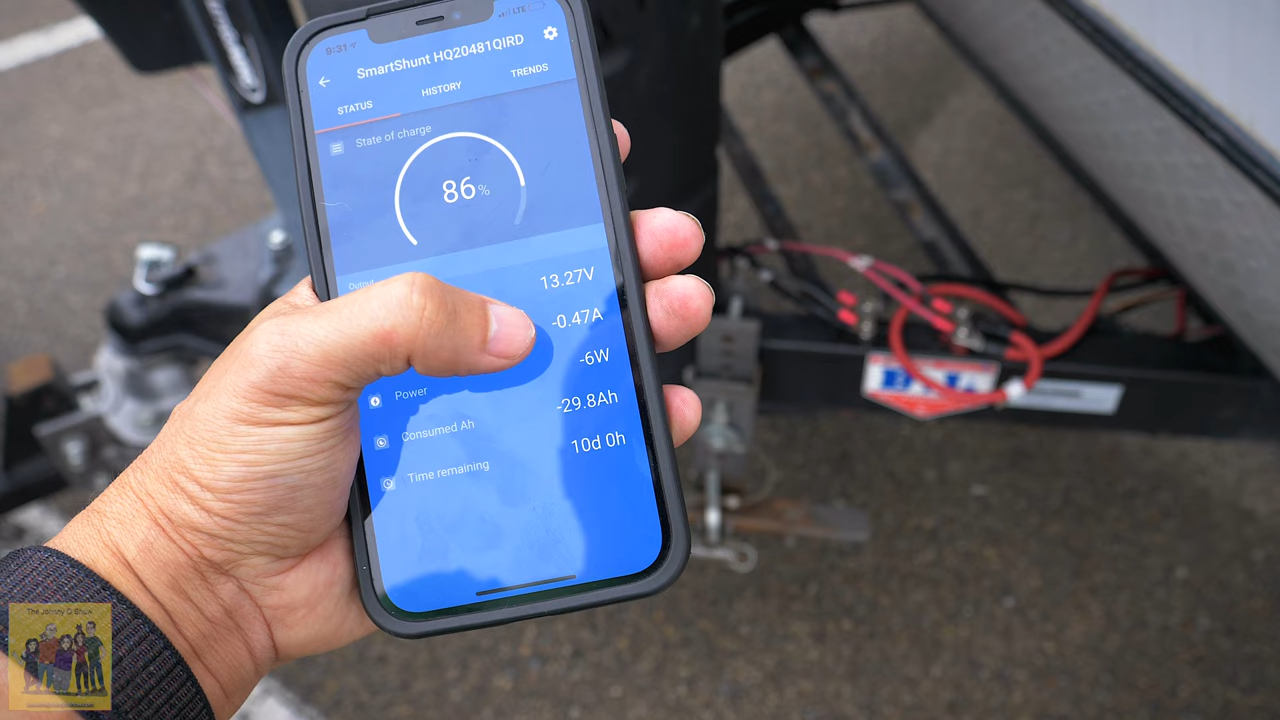 9:31
LTE
SmartShunt HQ20481QIRD
STATUS
HISTORY
TRENDS
State of charge
86%
13.27V
-0.47A
-6W
Power
-29.8Ah
Consumed Ah
10d 0h
Time remaining
The Johnny O Show